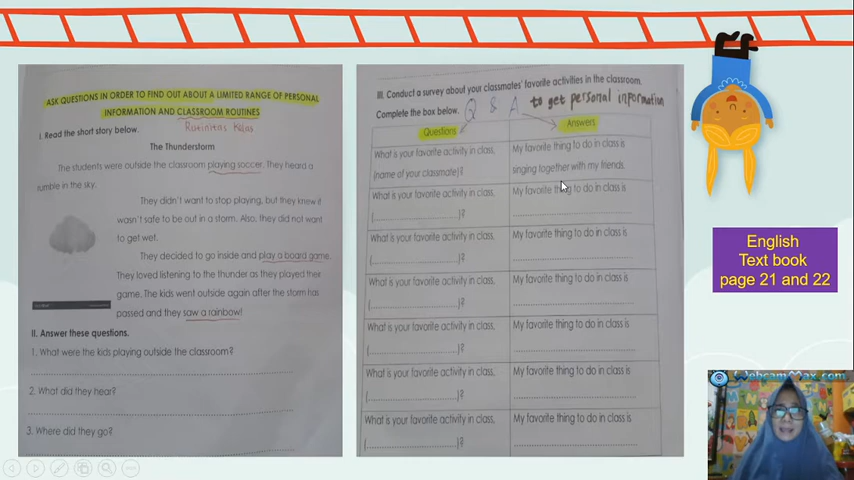 ASK QUESTIONS IN ORDER TO FIND OUT ABOUT A LIMITED RANGE OF PERSONAL
INFORMATION AND CLASSROOM ROUTINES
Rutinitas Kelas
I. Read the short story below.
The Thunderstorm
The students were outside the classroom playing soccer. They heard a
rumble in the sky.
They didn't want to stop playing, but they knew it
wasn't safe to be out in a storm. Also, they did not want
to get wet.
They decided to go inside and play a board game.
They loved listening to the thunder as they played their
game. The kids went outside again after the storm has
passed and they saw a rainbow!
II. Answer these questions.
1. What were the kids playing outside the classroom?
2. What did they hear?
3. Where did they go?
III. Conduct a survey about your classmates' favorite activities in the classroom.
Complete the box below.
Q & A to get personal information
Questions
Answers
What is your favorite activity in class,
(name of your classmate)?
My favorite thing to do in class is
singing together with my friends.
What is your favorite activity in class,
(..............................)?
My favorite thing to do in class is
What is your favorite activity in class,
(..............................)?
My favorite thing to do in class is
What is your favorite activity in class,
(..............................)?
My favorite thing to do in class is
What is your favorite activity in class,
(..............................)?
My favorite thing to do in class is
What is your favorite activity in class,
(..............................)?
My favorite thing to do in class is
What is your favorite activity in class,
(..............................)?
My favorite thing to do in class is
English
Text book
page 21 and 22
WebcamMax.com